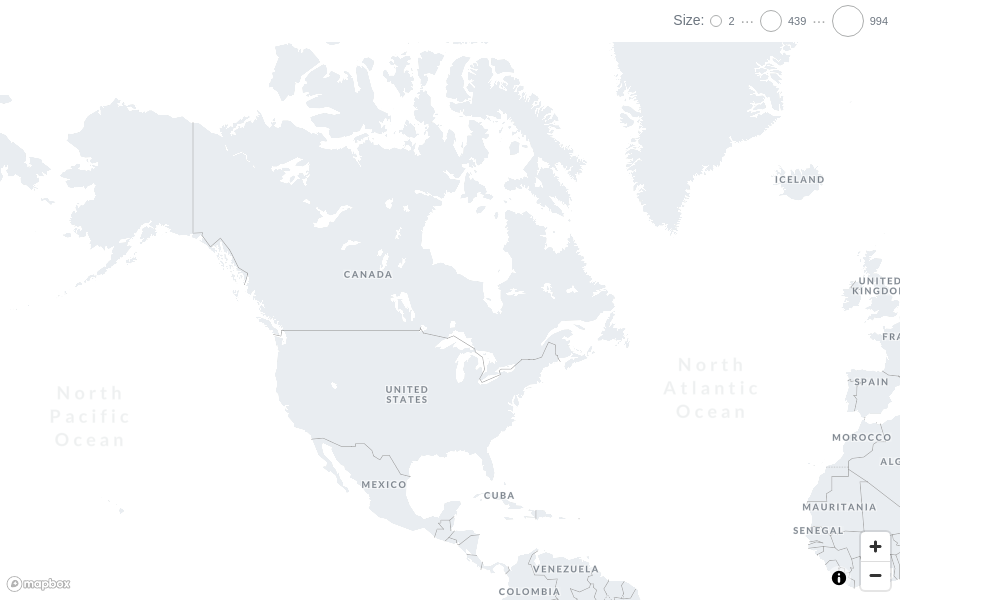 Size: 2 ··· 439 ··· 994
ICELAND
CANADA
UNITED
KINGDO
FRA
North
Atlantic
Ocean
SPAIN
UNITED
STATES
North
Pacific
Ocean
MOROCCO
ALG
MEXICO
CUBA
MAURITANIA
SENEGAL
VENEZUELA
COLOMBIA
mapbox